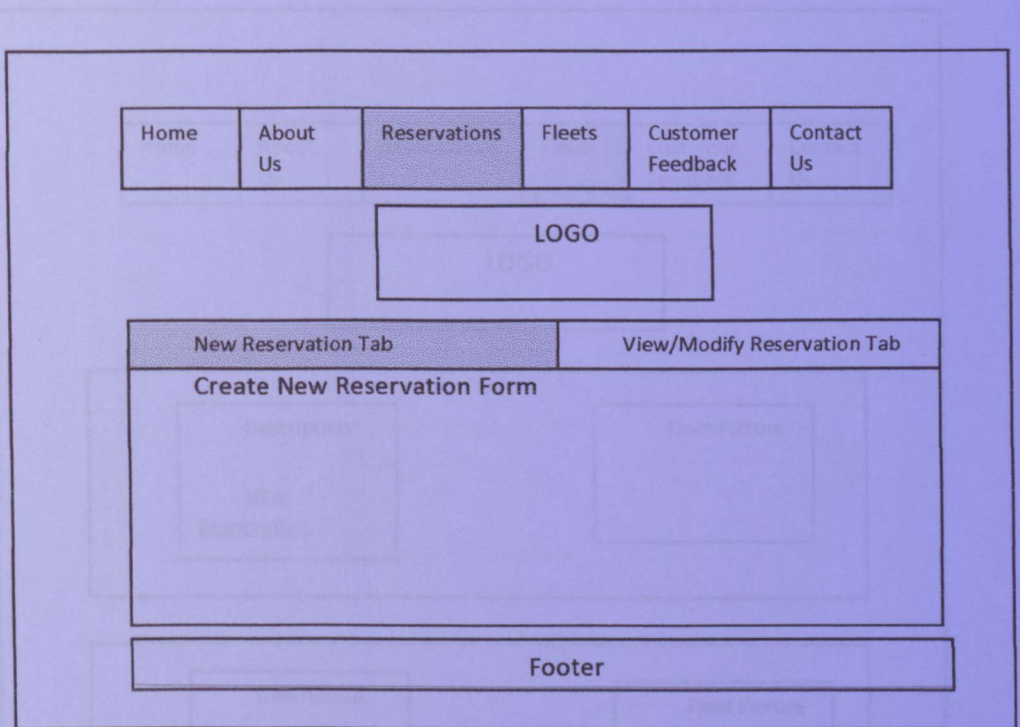 Home
About
Us
Reservations
Fleets
Customer
Feedback
Contact
Us
LOGO
New Reservation Tab
View/Modify Reservation Tab
Create New Reservation Form
Footer